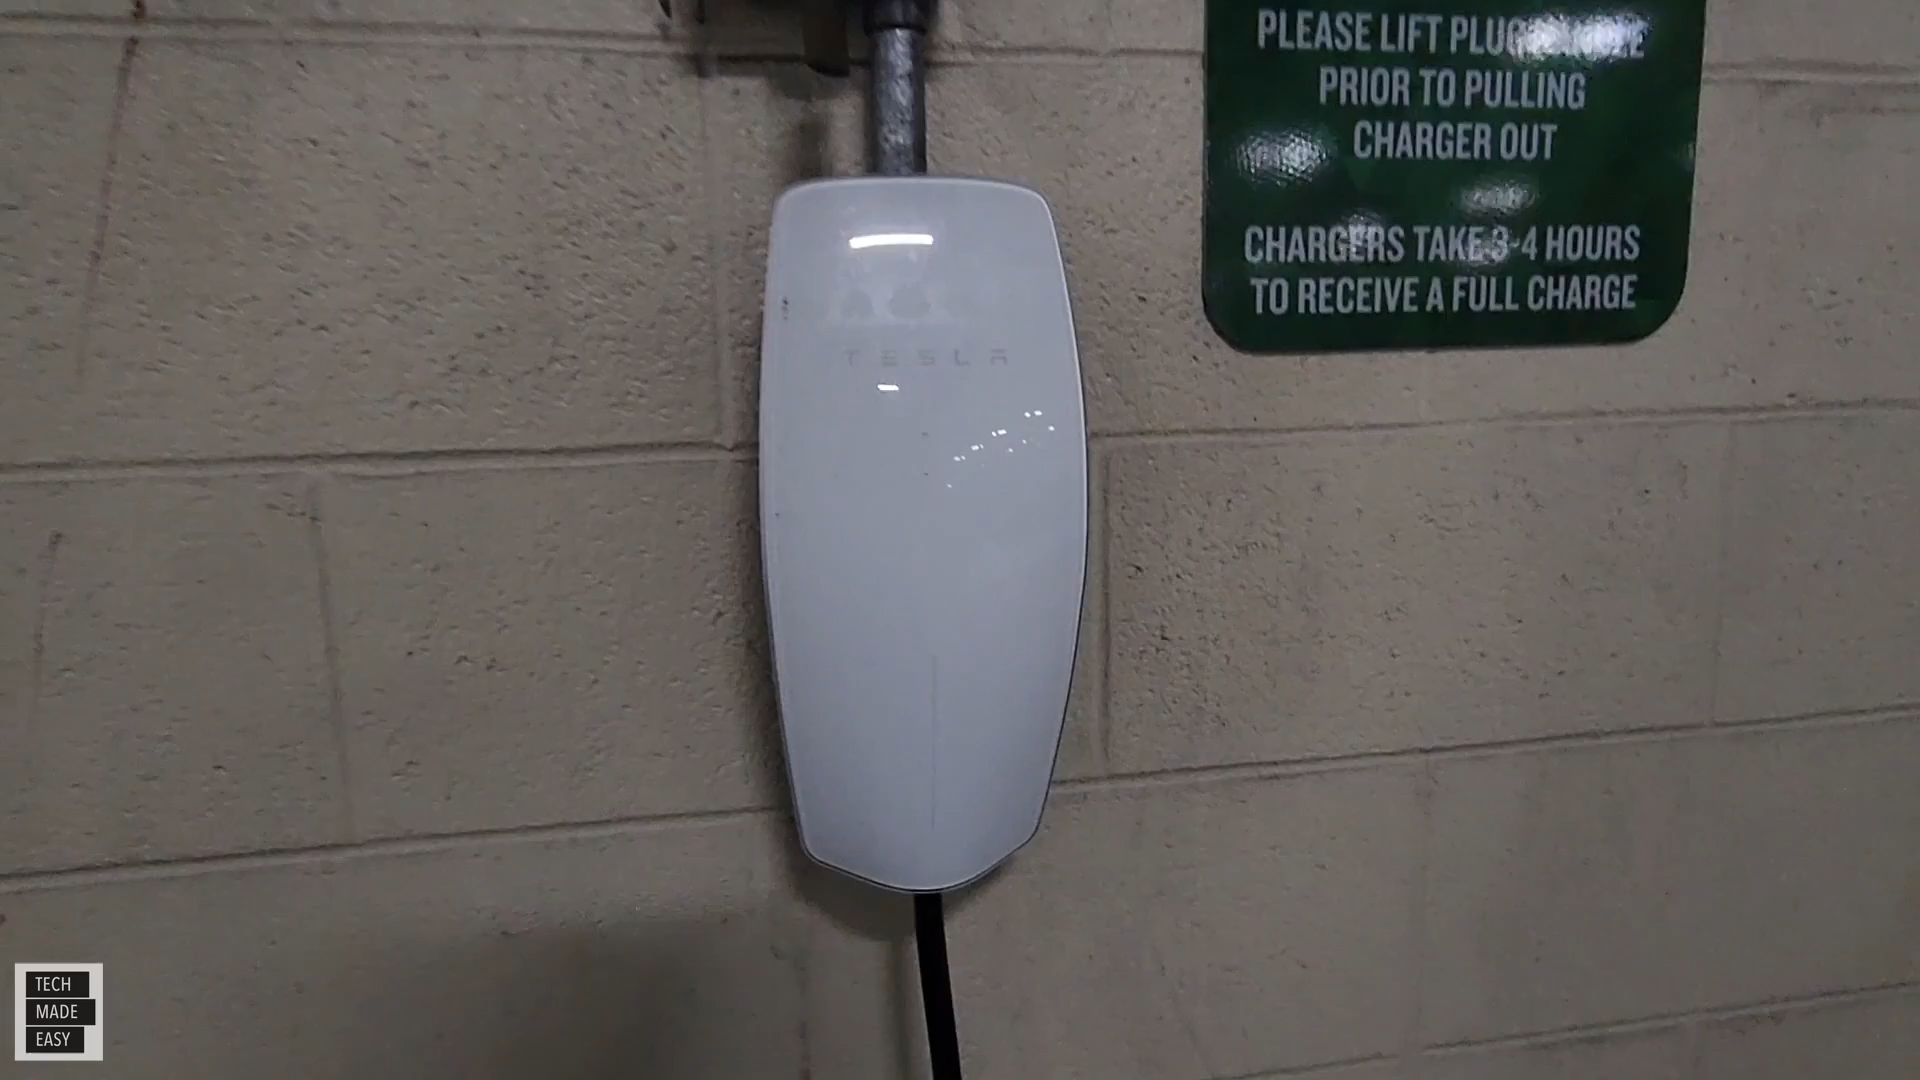 PLEASE LIFT PLUG HANDLE
PRIOR TO PULLING
CHARGER OUT
CHARGERS TAKE 3-4 HOURS
TO RECEIVE A FULL CHARGE
TESLA
TECH
MADE
EASY